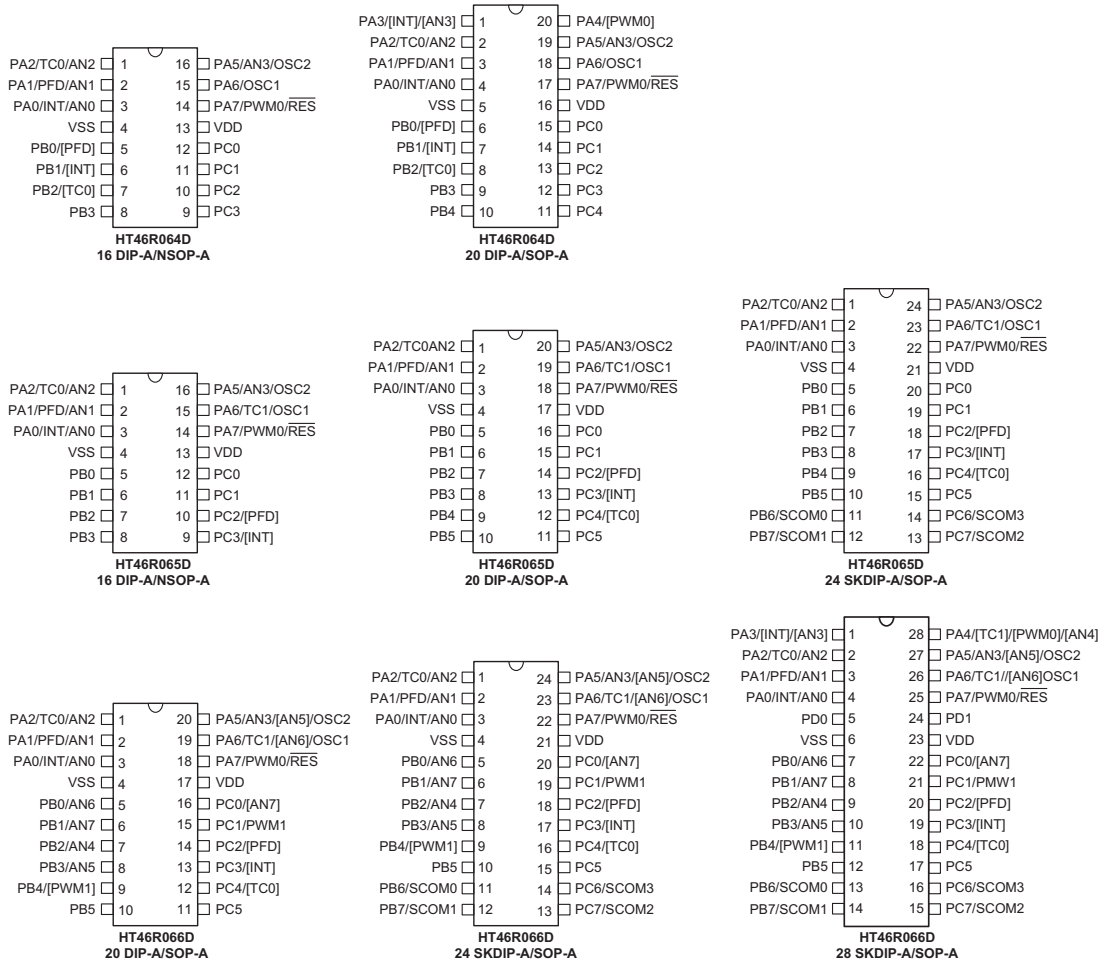 PA2/TC0/AN2 1 16 PA5/AN3/OSC2
PA1/PFD/AN1 2 15 PA6/OSC1
PA0/INT/AN0 3 14 PA7/PWM0/RES
VSS 4 13 VDD
PB0/[PFD] 5 12 PC0
PB1/[INT] 6 11 PC1
PB2/[TC0] 7 10 PC2
PB3 8 9 PC3
HT46R064D
16 DIP-A/NSOP-A
PA3/[INT]/[AN3] 1 20 PA4/[PWM0]
PA2/TC0/AN2 2 19 PA5/AN3/OSC2
PA1/PFD/AN1 3 18 PA6/OSC1
PA0/INT/AN0 4 17 PA7/PWM0/RES
VSS 5 16 VDD
PB0/[PFD] 6 15 PC0
PB1/[INT] 7 14 PC1
PB2/[TC0] 8 13 PC2
PB3 9 12 PC3
PB4 10 11 PC4
HT46R064D
20 DIP-A/SOP-A
PA2/TC0/AN2 1 16 PA5/AN3/OSC2
PA1/PFD/AN1 2 15 PA6/TC1/OSC1
PA0/INT/AN0 3 14 PA7/PWM0/RES
VSS 4 13 VDD
PB0 5 12 PC0
PB1 6 11 PC1
PB2 7 10 PC2/[PFD]
PB3 8 9 PC3/[INT]
HT46R065D
16 DIP-A/NSOP-A
PA2/TC0AN2 1 20 PA5/AN3/OSC2
PA1/PFD/AN1 2 19 PA6/TC1/OSC1
PA0/INT/AN0 3 18 PA7/PWM0/RES
VSS 4 17 VDD
PB0 5 16 PC0
PB1 6 15 PC1
PB2 7 14 PC2/[PFD]
PB3 8 13 PC3/[INT]
PB4 9 12 PC4/[TC0]
PB5 10 11 PC5
HT46R065D
20 DIP-A/SOP-A
PA2/TC0/AN2 1 24 PA5/AN3/OSC2
PA1/PFD/AN1 2 23 PA6/TC1/OSC1
PA0/INT/AN0 3 22 PA7/PWM0/RES
VSS 4 21 VDD
PB0 5 20 PC0
PB1 6 19 PC1
PB2 7 18 PC2/[PFD]
PB3 8 17 PC3/[INT]
PB4 9 16 PC4/[TC0]
PB5 10 15 PC5
PB6/SCOM0 11 14 PC6/SCOM3
PB7/SCOM1 12 13 PC7/SCOM2
HT46R065D
24 SKDIP-A/SOP-A
PA2/TC0/AN2 1 20 PA5/AN3/[AN5]/OSC2
PA1/PFD/AN1 2 19 PA6/TC1/[AN6]/OSC1
PA0/INT/AN0 3 18 PA7/PWM0/RES
VSS 4 17 VDD
PB0/AN6 5 16 PC0/[AN7]
PB1/AN7 6 15 PC1/PWM1
PB2/AN4 7 14 PC2/[PFD]
PB3/AN5 8 13 PC3/[INT]
PB4/[PWM1] 9 12 PC4/[TC0]
PB5 10 11 PC5
HT46R066D
20 DIP-A/SOP-A
PA2/TC0/AN2 1 24 PA5/AN3/[AN5]/OSC2
PA1/PFD/AN1 2 23 PA6/TC1/[AN6]/OSC1
PA0/INT/AN0 3 22 PA7/PWM0/RES
VSS 4 21 VDD
PB0/AN6 5 20 PC0/[AN7]
PB1/AN7 6 19 PC1/PWM1
PB2/AN4 7 18 PC2/[PFD]
PB3/AN5 8 17 PC3/[INT]
PB4/[PWM1] 9 16 PC4/[TC0]
PB5 10 15 PC5
PB6/SCOM0 11 14 PC6/SCOM3
PB7/SCOM1 12 13 PC7/SCOM2
HT46R066D
24 SKDIP-A/SOP-A
PA3/[INT]/[AN3] 1 28 PA4/[TC1]/[PWM0]/[AN4]
PA2/TC0/AN2 2 27 PA5/AN3/[AN5]/OSC2
PA1/PFD/AN1 3 26 PA6/TC1//[AN6]OSC1
PA0/INT/AN0 4 25 PA7/PWM0/RES
PD0 5 24 PD1
VSS 6 23 VDD
PB0/AN6 7 22 PC0/[AN7]
PB1/AN7 8 21 PC1/PMW1
PB2/AN4 9 20 PC2/[PFD]
PB3/AN5 10 19 PC3/[INT]
PB4/[PWM1] 11 18 PC4/[TC0]
PB5 12 17 PC5
PB6/SCOM0 13 16 PC6/SCOM3
PB7/SCOM1 14 15 PC7/SCOM2
HT46R066D
28 SKDIP-A/SOP-A